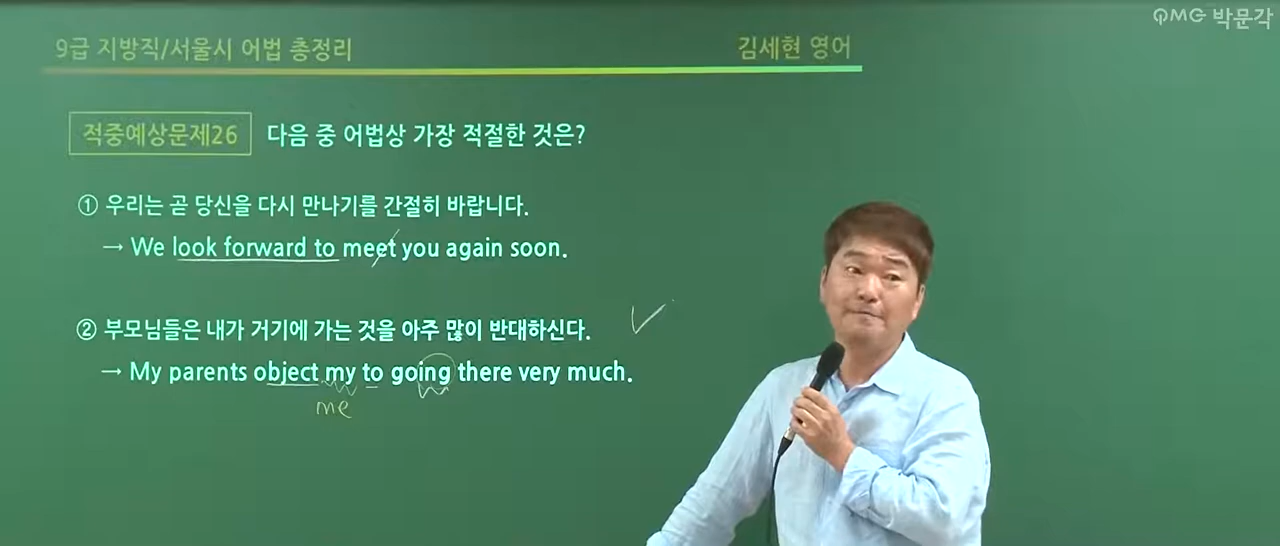 QMG 박문각
9급 지방직/서울시 어법 총정리
김세현 영어
적중예상문제26 다음 중 어법상 가장 적절한 것은?
① 우리는 곧 당신을 다시 만나기를 간절히 바랍니다.
→ We look forward to meet you again soon.
② 부모님들은 내가 거기에 가는 것을 아주 많이 반대하신다.
→ My parents object my to going there very much.
me